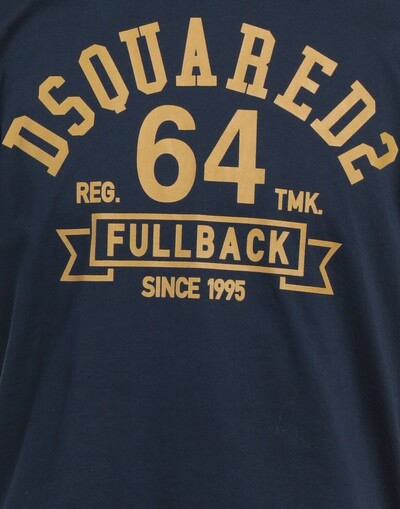 DSQUARED2
64
REG. TMK.
FULLBACK
SINCE 1995